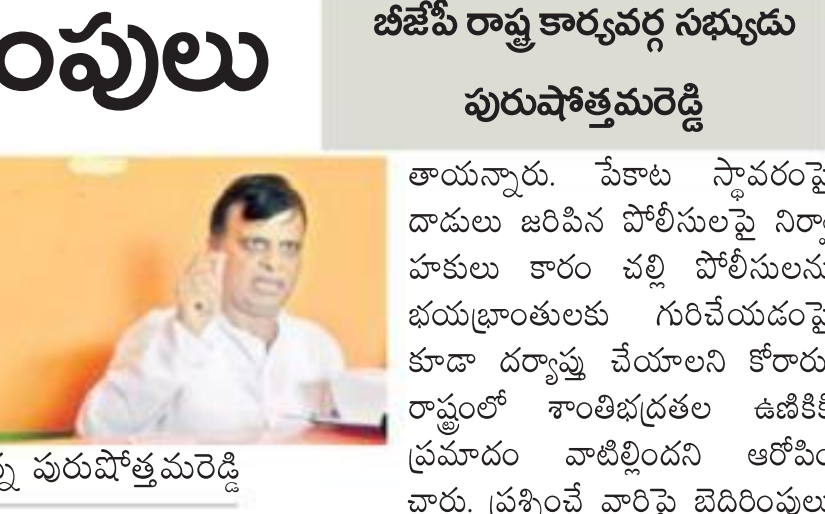 ంపులు
బీజేపీ రాష్ట్ర కార్యవర్గ సభ్యుడు
పురుషోత్తమరెడ్డి
న్న పురుషోత్తమరెడ్డి
తాయన్నారు. పేకాట స్థావరంపై
దాడులు జరిపిన పోలీసులపై నిర్వా
హకులు కారం చల్లి పోలీసులను
భయభ్రాంతులకు గురిచేయడంపై
కూడా దర్యాప్తు చేయాలని కోరారు.
రాష్ట్రంలో శాంతిభద్రతల ఉనికికి
ప్రమాదం వాటిల్లిందని ఆరోపిం
చారు. ప్రశ్నించే వారిపై బెదిరింపులు